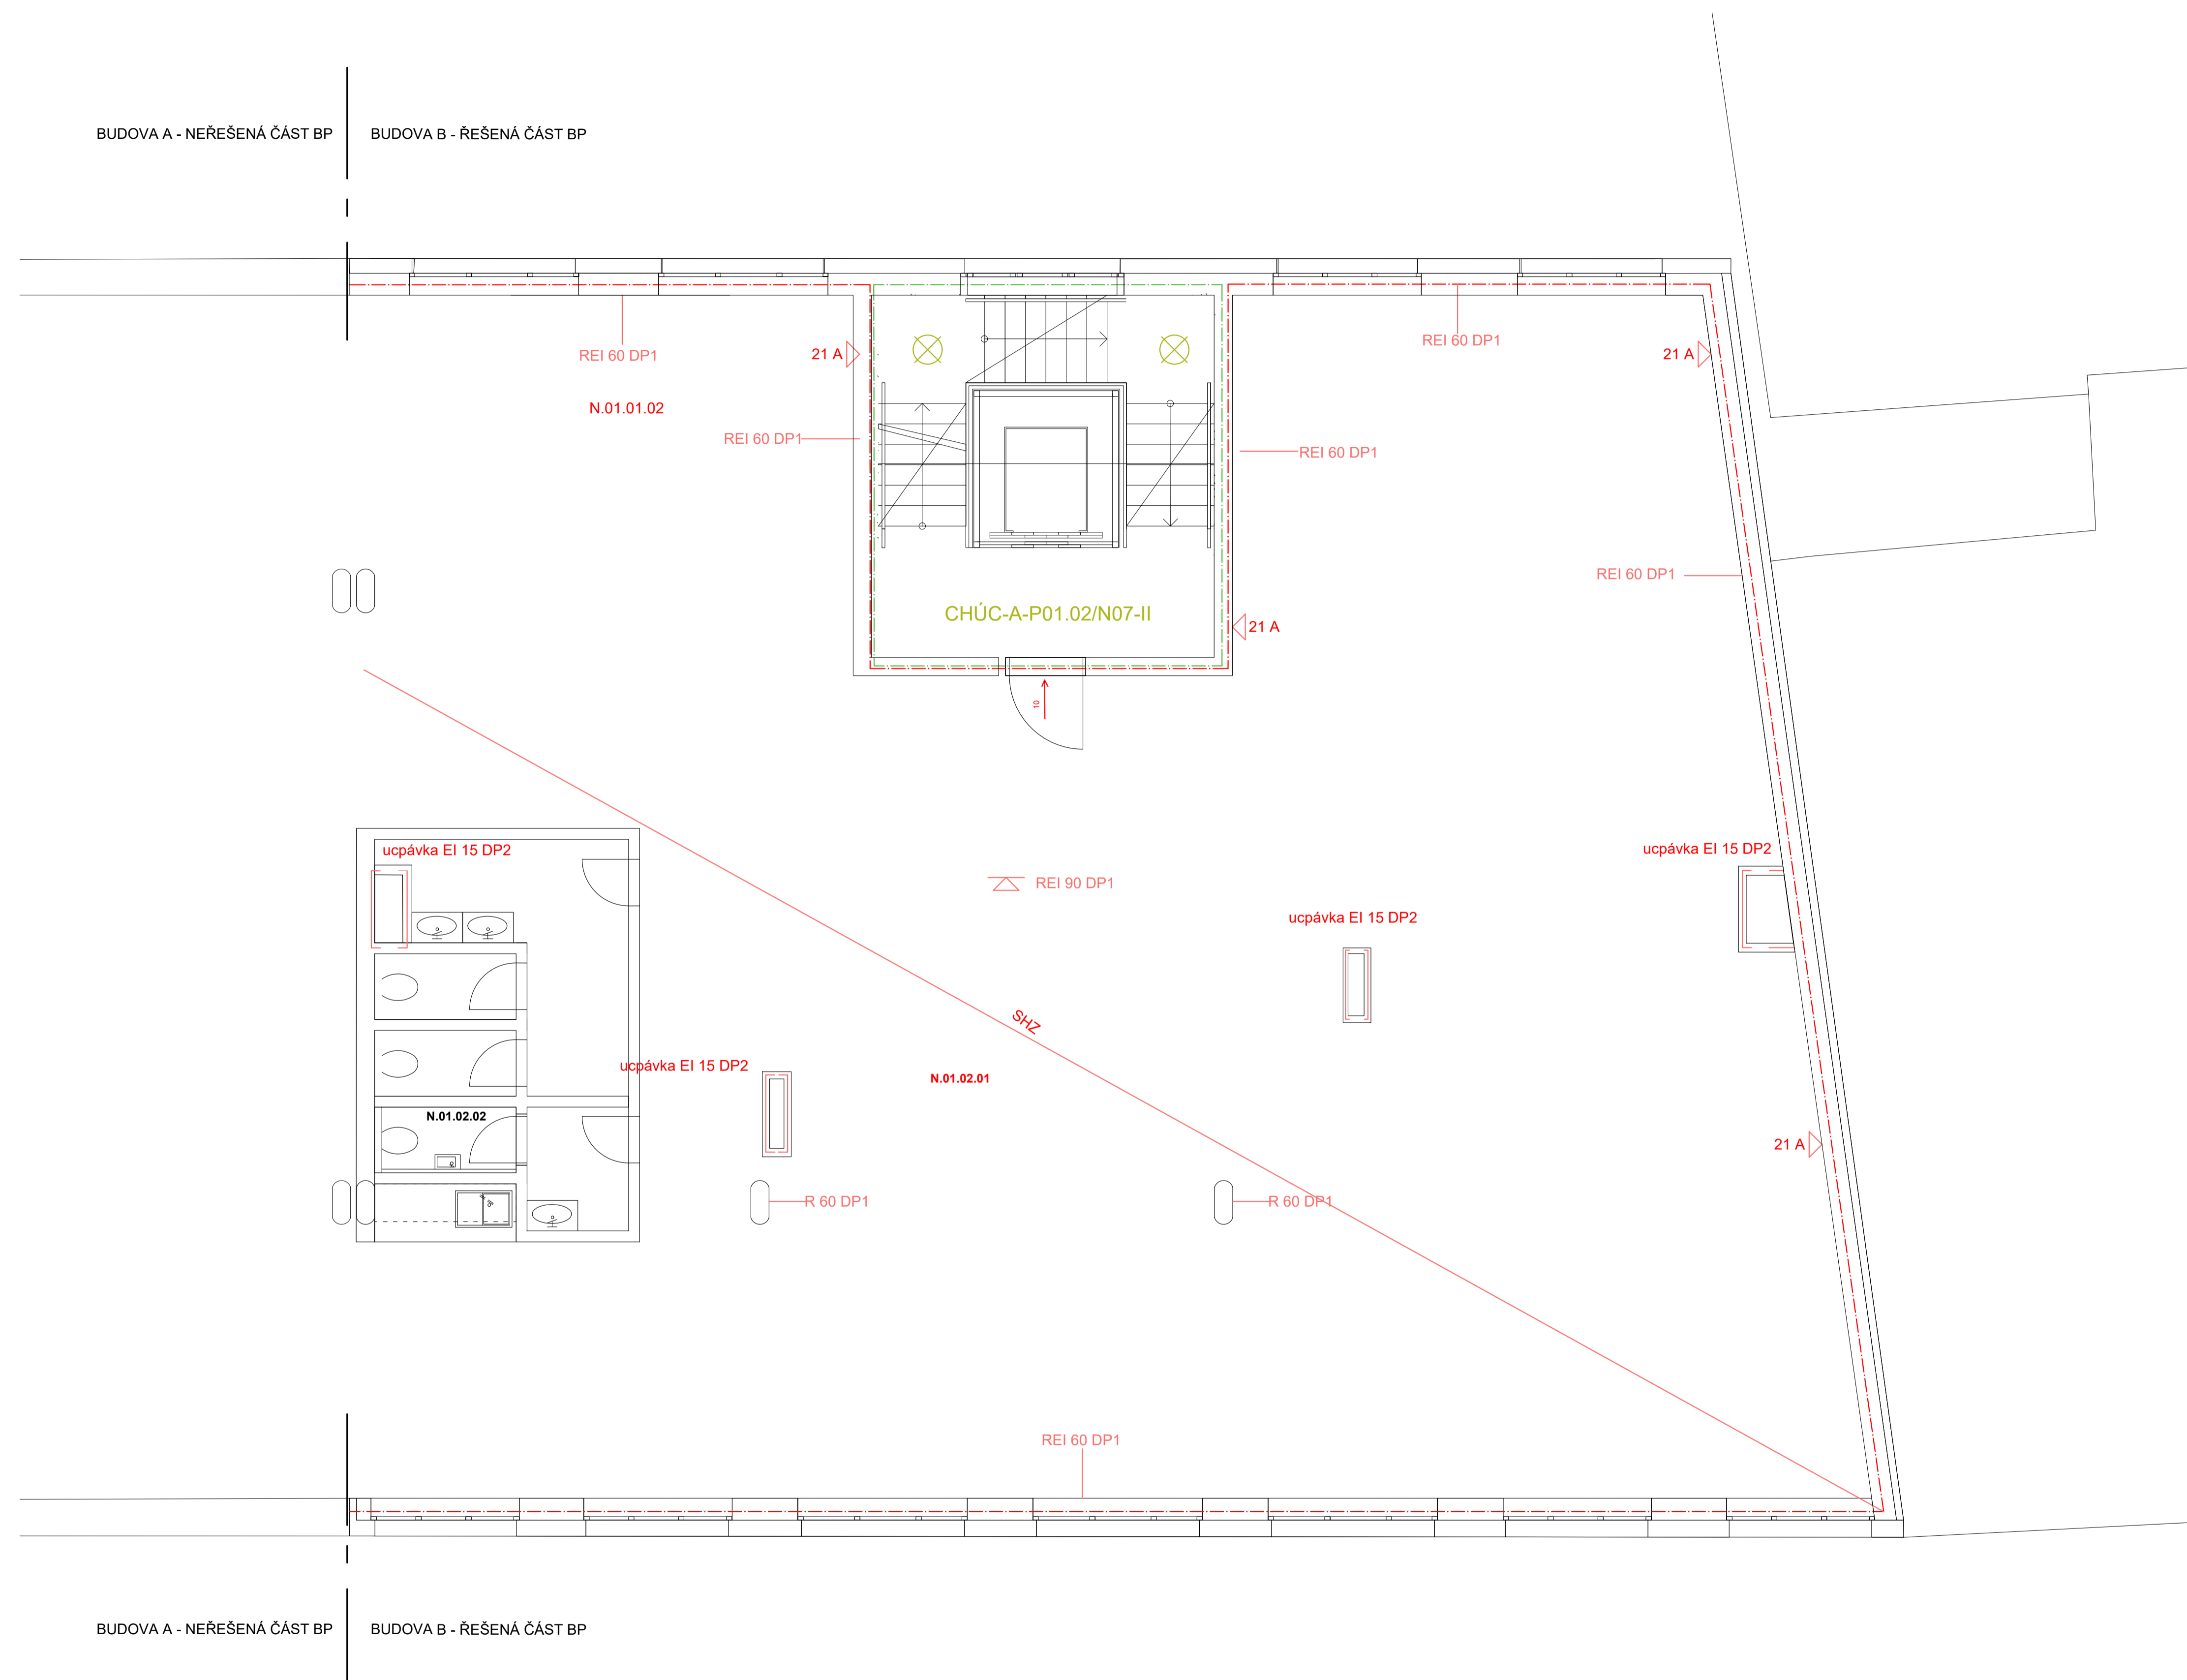 BUDOVA A - NEŘEŠENÁ ČÁST BP
BUDOVA B - ŘEŠENÁ ČÁST BP
REI 60 DP1
21 A
REI 60 DP1
21 A
N.01.01.02
REI 60 DP1
REI 60 DP1
REI 60 DP1
CHÚC-A-P01.02/N07-II
21 A
10
ucpávka EI 15 DP2
ucpávka EI 15 DP2
REI 90 DP1
ucpávka EI 15 DP2
SHZ
ucpávka EI 15 DP2
N.01.02.01
N.01.02.02
21 A
R 60 DP1
R 60 DP1
REI 60 DP1
BUDOVA A - NEŘEŠENÁ ČÁST BP
BUDOVA B - ŘEŠENÁ ČÁST BP